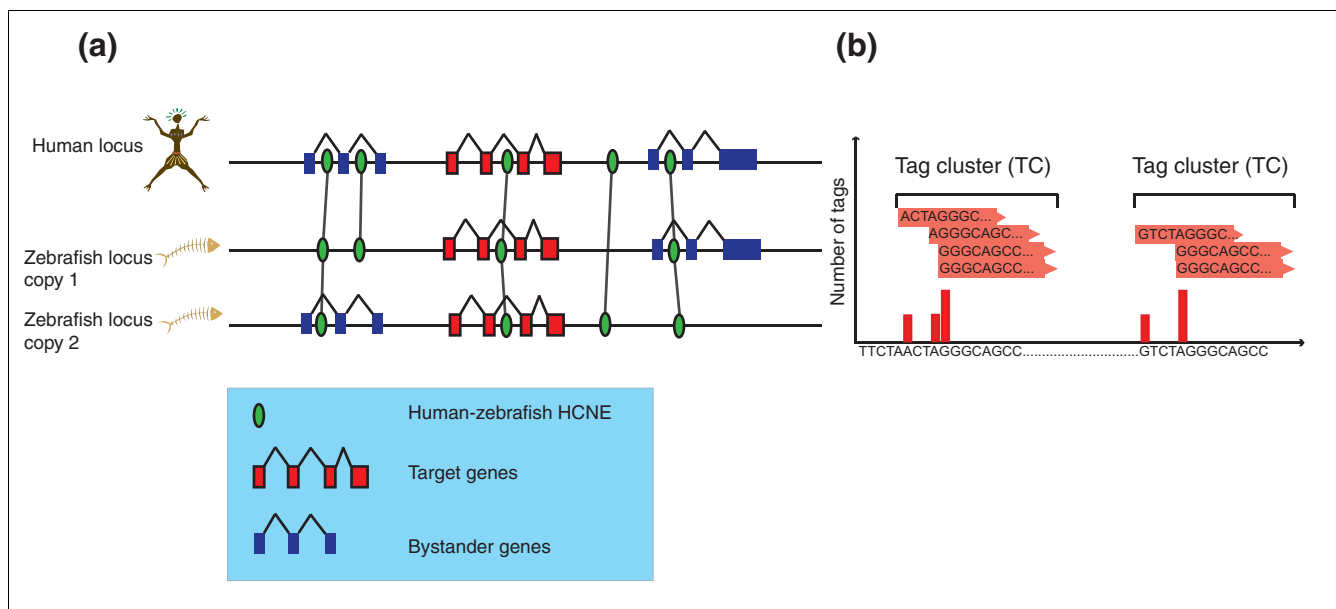 (a)
Human locus
Zebrafish locus
copy 1
Zebrafish locus
copy 2
Human-zebrafish HCNE
Target genes
Bystander genes
(b)
Number of tags
Tag cluster (TC)
Tag cluster (TC)
ACTAGGGC...
AGGGCAGC...
GGGCAGCC...
GGGCAGCC...
GTCTAGGGC...
GGGCAGCC...
GGGCAGCC...
TTCTAACTAGGGCAGCC.............................GTCTAGGGCAGCC